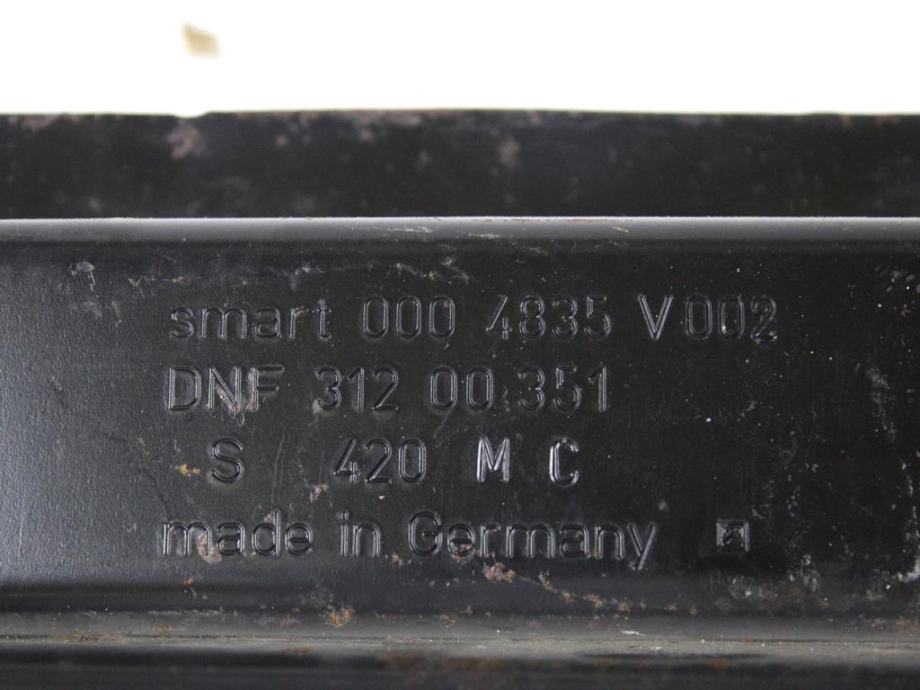 smart 000 4835 V002
DNF 312 00 351
S 420 M C
made in Germany